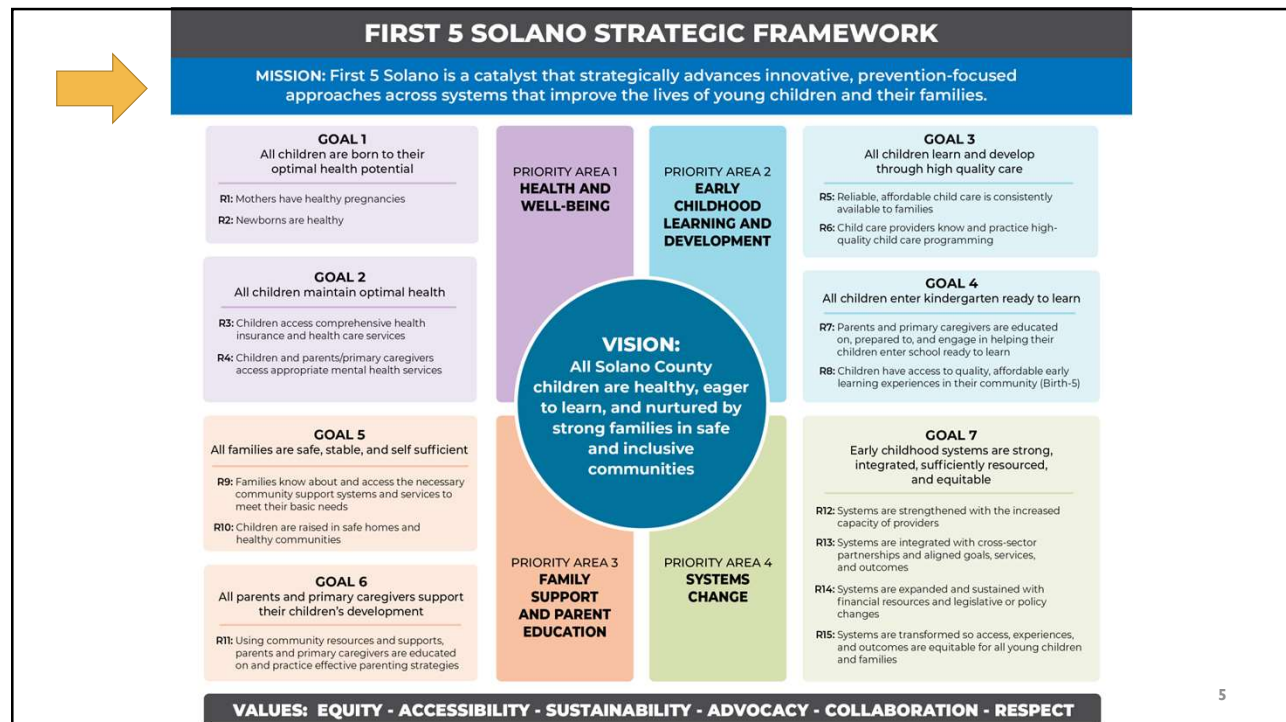 FIRST 5 SOLANO STRATEGIC FRAMEWORK
MISSION: First 5 Solano is a catalyst that strategically advances innovative, prevention-focused
approaches across systems that improve the lives of young children and their families.
GOAL 1
All children are born to their
optimal health potential
R1: Mothers have healthy pregnancies
R2: Newborns are healthy
GOAL 2
All children maintain optimal health
R3: Children access comprehensive health
insurance and health care services
R4: Children and parents/primary caregivers
access appropriate mental health services
PRIORITY AREA 1
HEALTH AND
WELL-BEING
PRIORITY AREA 2
EARLY
CHILDHOOD
LEARNING AND
DEVELOPMENT
GOAL 3
All children learn and develop
through high quality care
R5: Reliable, affordable child care is consistently
available to families
R6: Child care providers know and practice high-
quality child care programming
GOAL 4
All children enter kindergarten ready to learn
R7: Parents and primary caregivers are educated
on, prepared to, and engage in helping their
children enter school ready to learn
R8: Children have access to quality, affordable early
learning experiences in their community (Birth-5)
VISION:
All Solano County
children are healthy, eager
to learn, and nurtured by
strong families in safe
and inclusive
communities
GOAL 5
All families are safe, stable, and self sufficient
R9: Families know about and access the necessary
community support systems and services to
meet their basic needs
R10: Children are raised in safe homes and
healthy communities
GOAL 6
All parents and primary caregivers support
their children's development
R11: Using community resources and supports,
parents and primary caregivers are educated
on and practice effective parenting strategies
PRIORITY AREA 3
FAMILY
SUPPORT
AND PARENT
EDUCATION
PRIORITY AREA 4
SYSTEMS
CHANGE
GOAL 7
Early childhood systems are strong,
integrated, sufficiently resourced,
and equitable
R12: Systems are strengthened with the increased
capacity of providers
R13: Systems are integrated with cross-sector
partnerships and aligned goals, services,
and outcomes
R14: Systems are expanded and sustained with
financial resources and legislative or policy
changes
R15: Systems are transformed so access, experiences,
and outcomes are equitable for all young children
and families
VALUES: EQUITY - ACCESSIBILITY - SUSTAINABILITY - ADVOCACY - COLLABORATION - RESPECT
5